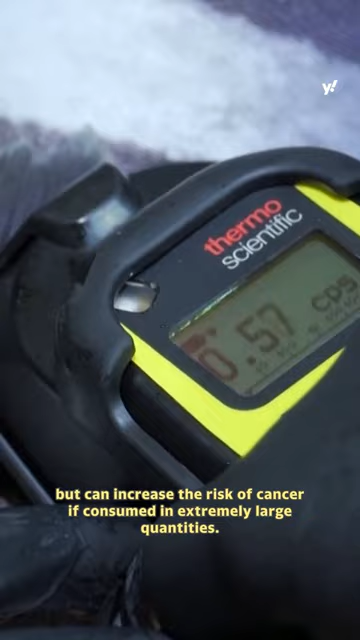 y!
thermo
scientific
0.57 cps
but can increase the risk of cancer
if consumed in extremely large
quantities.